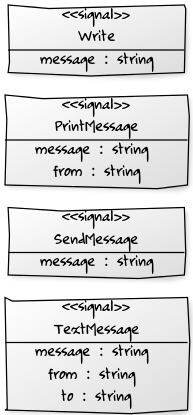 <<signal>>
Write
message : string
<<signal>>
PrintMessage
message : string
from : string
<<signal>>
SendMessage
message : string
<<signal>>
TextMessage
message : string
from : string
to : string